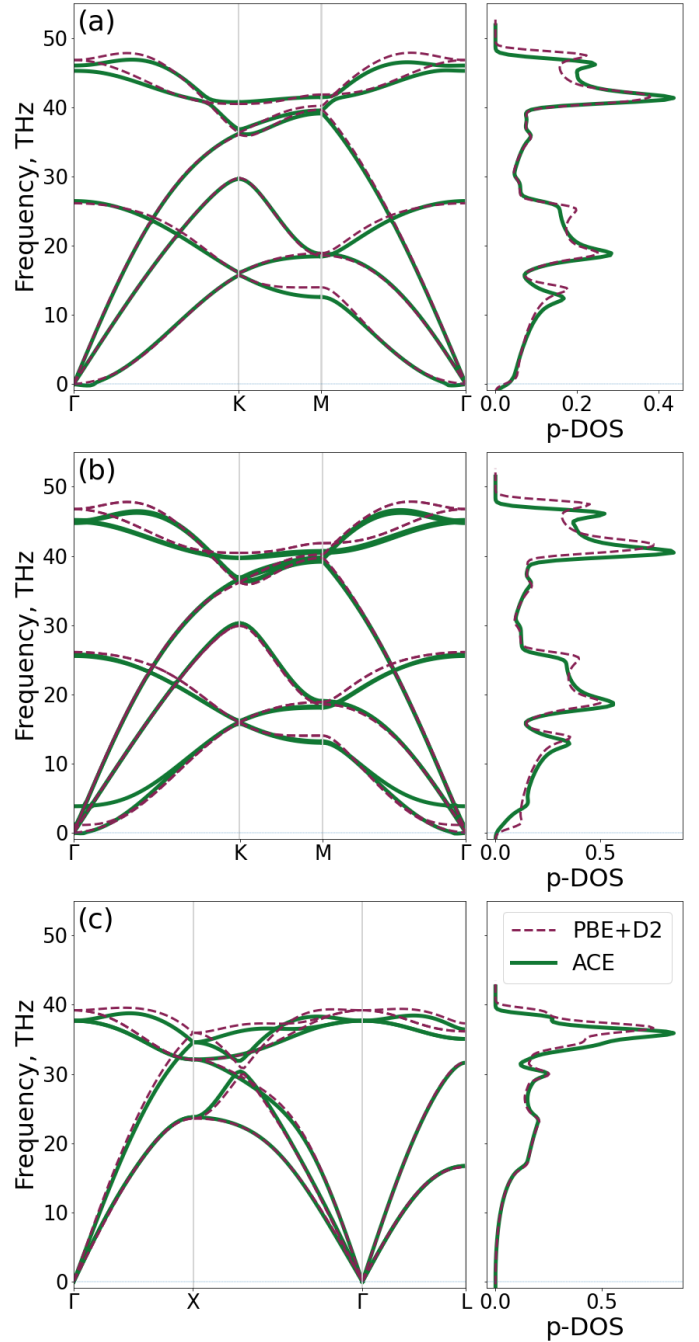 (a)
Frequency, THz
50
40
30
20
10
0
Γ K M Γ
0.0 0.2 0.4
p-DOS
(b)
Frequency, THz
50
40
30
20
10
0
Γ K M Γ
0.0 0.5
p-DOS
(c)
Frequency, THz
50
40
30
20
10
0
Γ X Γ L
PBE+D2
ACE
0.0 0.5
p-DOS